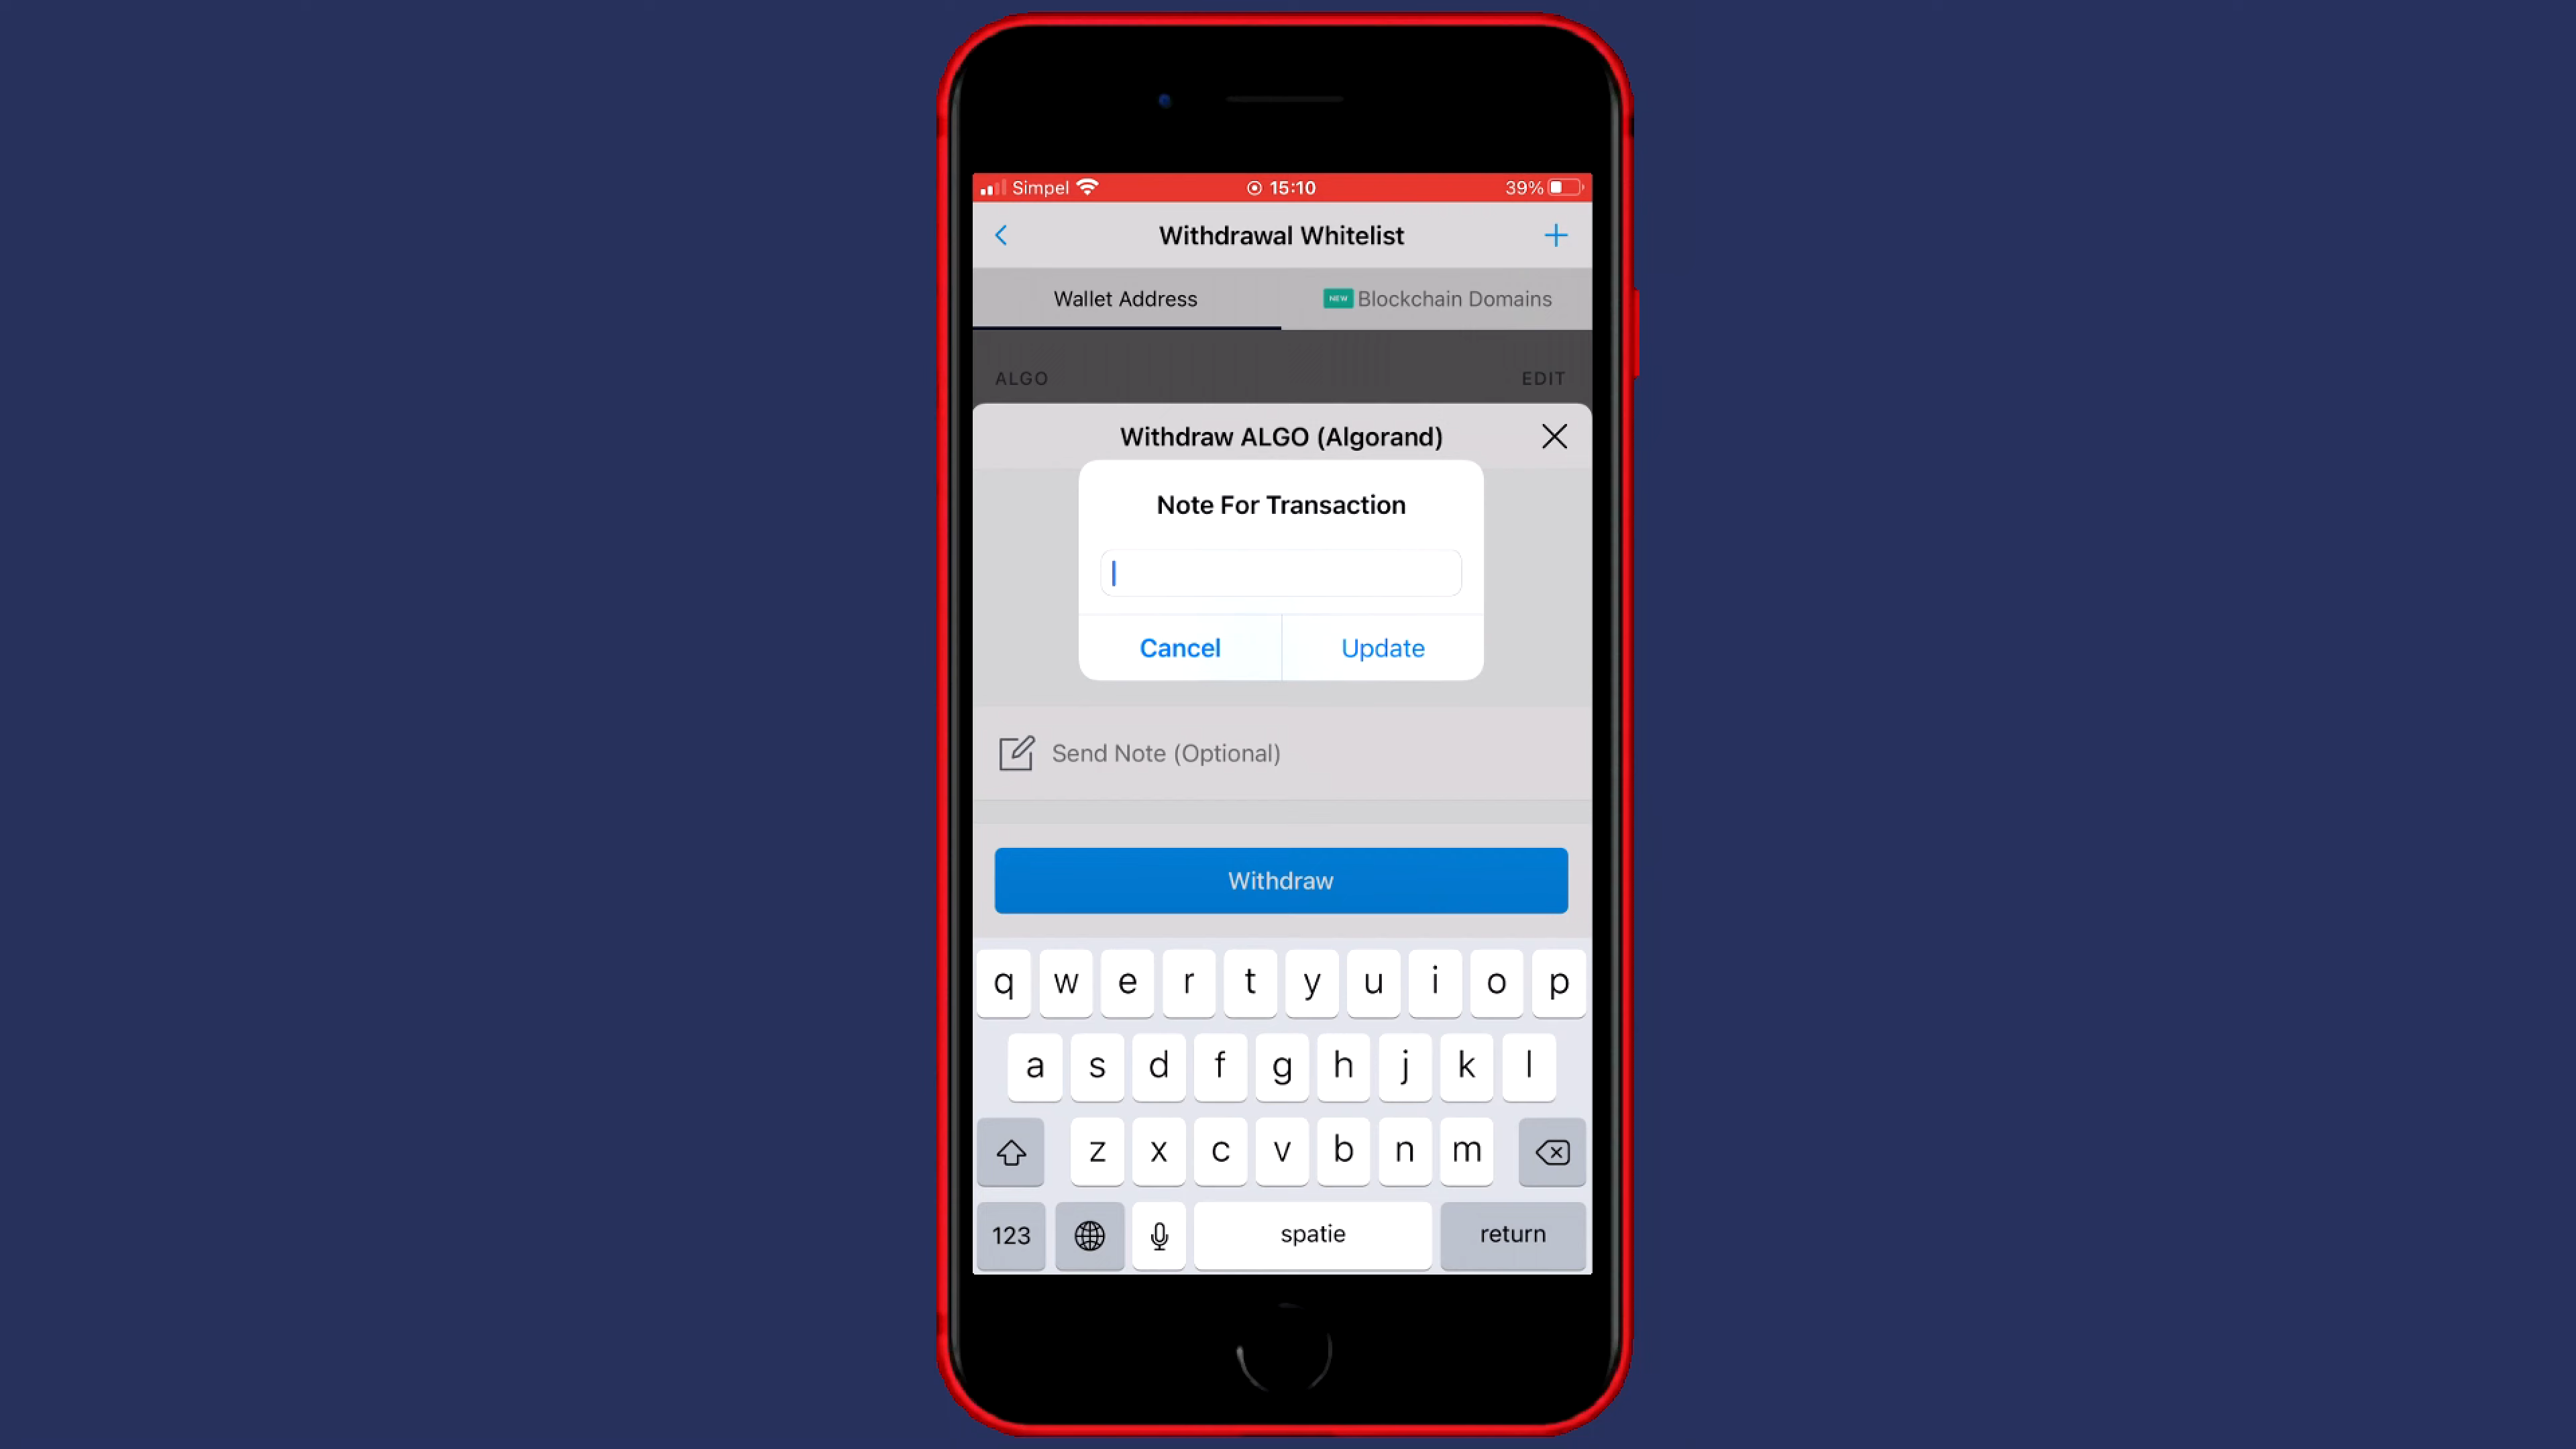 Simpel 15:10 39%
Withdrawal Whitelist
Wallet Address NEW Blockchain Domains
ALGO EDIT
Withdraw ALGO (Algorand)
Note For Transaction
Cancel Update
Send Note (Optional)
Withdraw
q w e r t y u i o p
a s d f g h j k l
z x c v b n m
123 spatie return